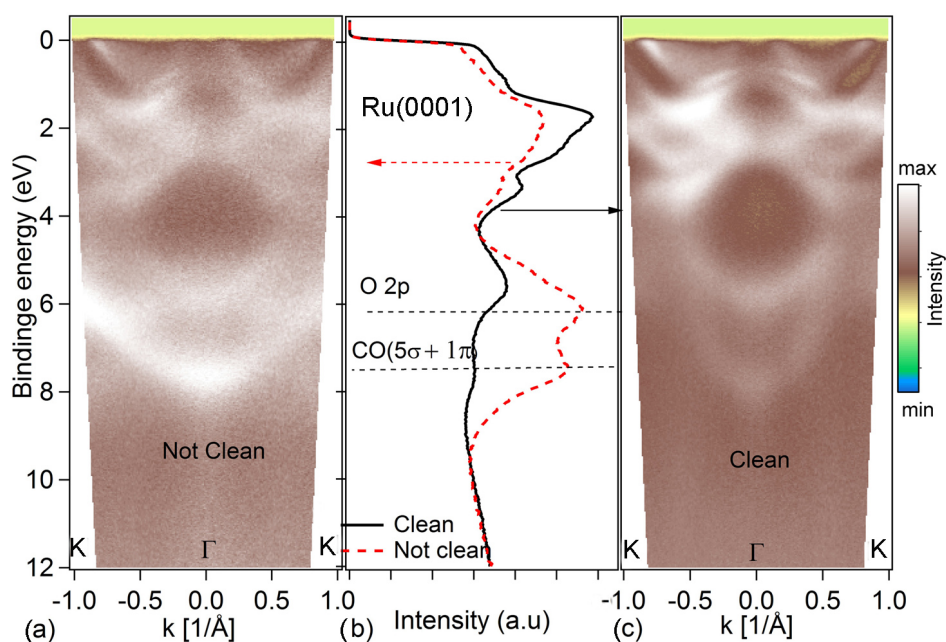 Bindinge energy (eV)
0
2
4
6
8
10
12
Not Clean
K
Γ
K
-1.0
-0.5
0.0
0.5
k [1/Å]
(a)
Ru(0001)
O 2p
CO(5σ + 1π)
Clean
Not clean
Intensity (a.u)
(b)
Clean
K
Γ
K
-1.0
-0.5
0.0
0.5
1.0
k [1/Å]
(c)
max
Intensity
min